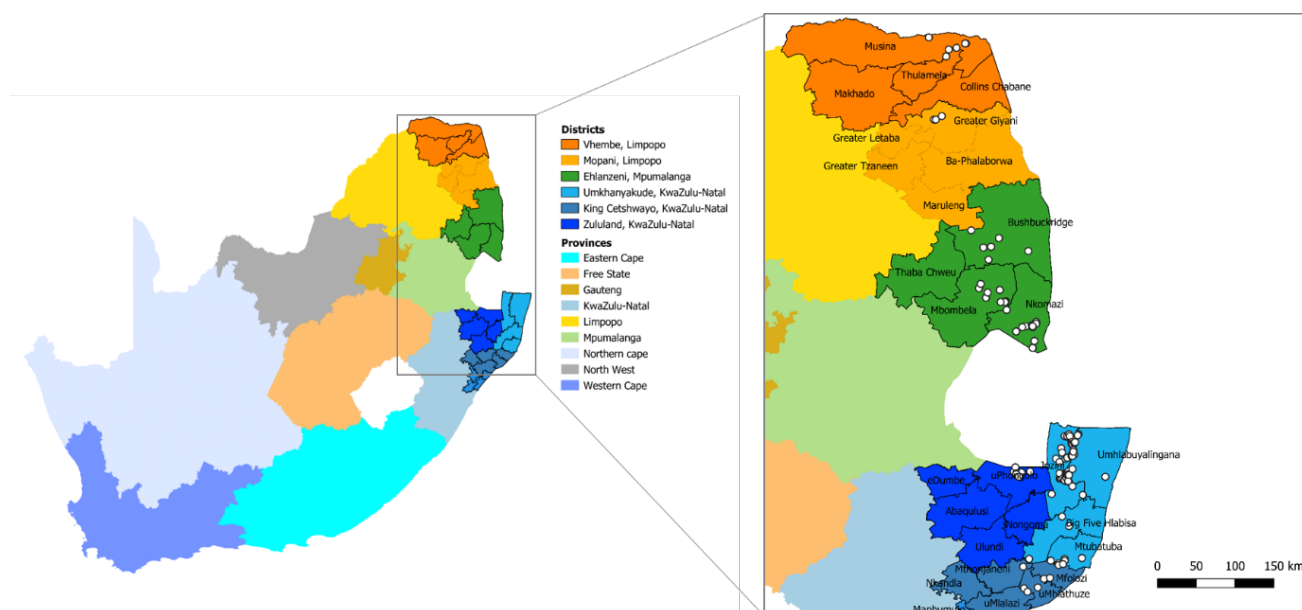 Districts
Vhembe, Limpopo
Mopani, Limpopo
Ehlanzeni, Mpumalanga
Umkhanyakude, KwaZulu-Natal
King Cetshwayo, KwaZulu-Natal
Zululand, KwaZulu-Natal
Provinces
Eastern Cape
Free State
Gauteng
KwaZulu-Natal
Limpopo
Mpumalanga
Northern cape
North West
Western Cape
Musina
Thulamela
Makhado
Collins Chabane
Greater Giyani
Greater Letaba
Ba-Phalaborwa
Greater Tzaneen
Maruleng
Bushbuckridge
Thaba Chweu
Nkomazi
Mbombela
Umhlabuyalingana
Jozini
uPhongolo
eDumbe
Abaqulusi
Nongoma
Big Five Hlabisa
Ulundi
Mtubatuba
Mthonjaneni
Mfolozi
Nkandla
uMhlathuze
uMlalazi
0 50 100 150 km